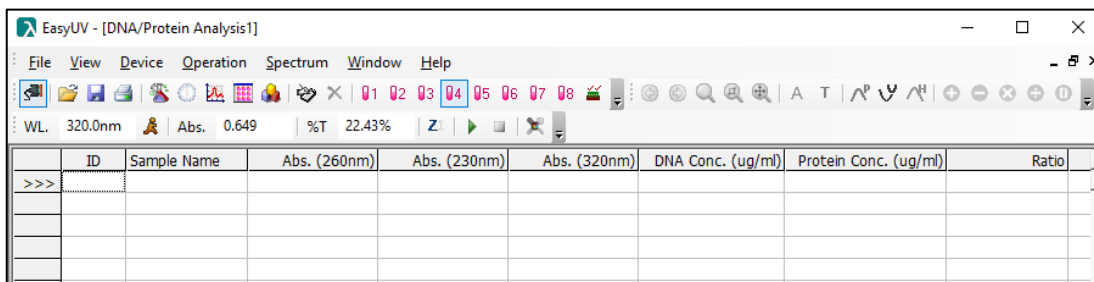 EasyUV - [DNA/Protein Analysis1]
File View Device Operation Spectrum Window Help
1 2 3 4 5 6 7 8 A T
WL. 320.0nm Abs. 0.649 %T 22.43% Z
ID Sample Name Abs. (260nm) Abs. (230nm) Abs. (320nm) DNA Conc. (ug/ml) Protein Conc. (ug/ml) Ratio
>>>